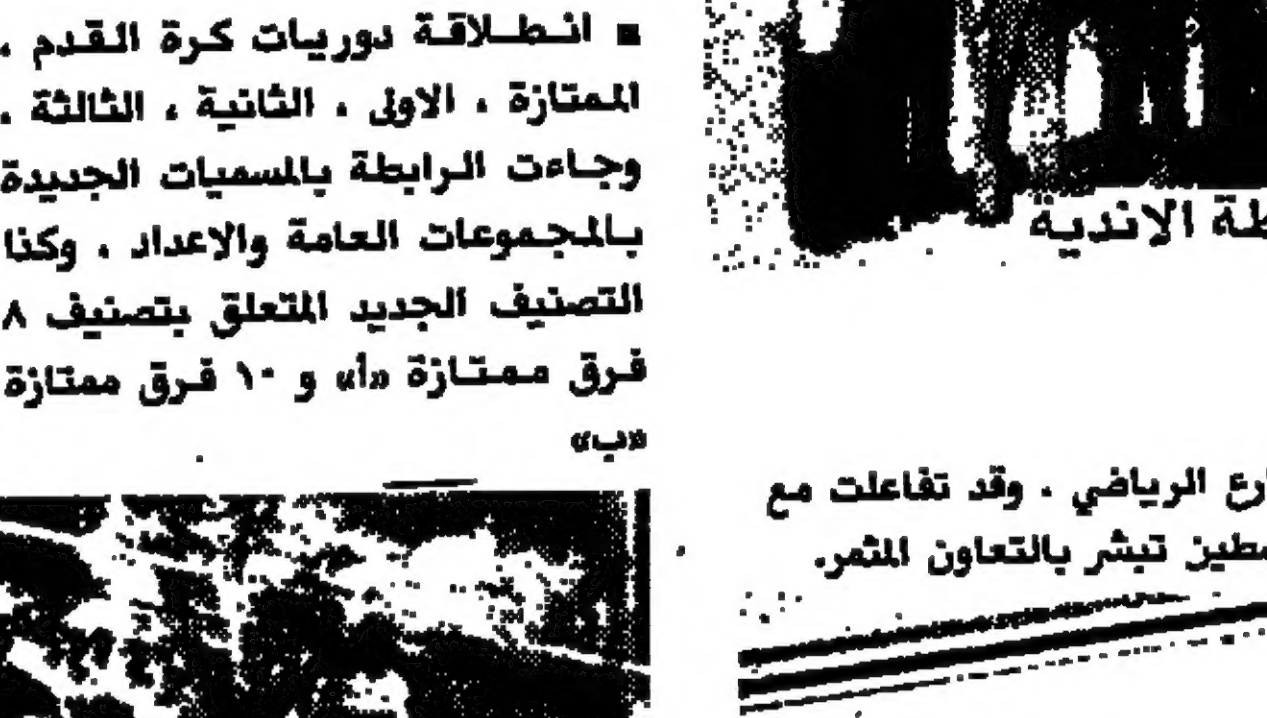 طة الاندية
ارع الرياضي ، وقد تفاعلت مع
تبشر بالتعاون المثمر.
■ انطلاقة دوريات كرة القدم ،
الممتازة ، الاولى ، الثانية ، الثالثة ،
وجاءت الرابطة بالمسميات الجديدة
بالمجموعات العامة والاعداد ، وكذا
التصنيف الجديد المتعلق بتصنيف ٨
فرق ممتازة «أ» و ١٠ فرق ممتازة
«ب»